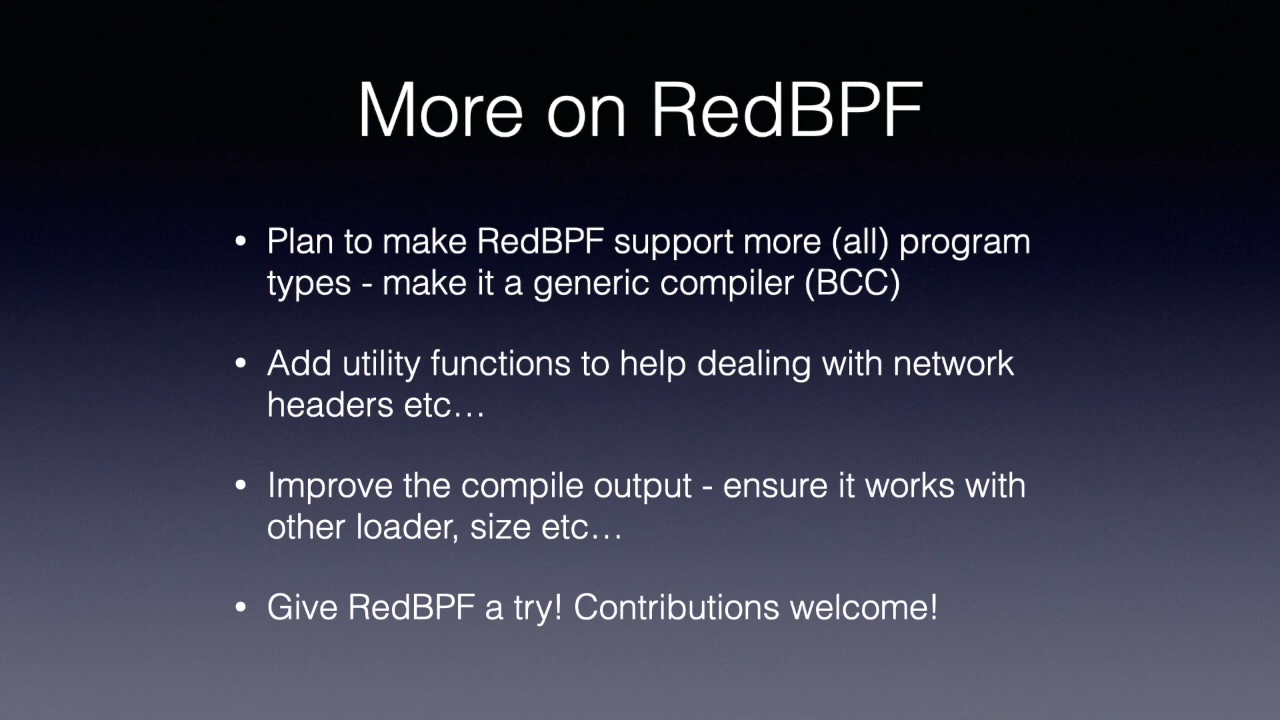 More on RedBPF
• Plan to make RedBPF support more (all) program
types - make it a generic compiler (BCC)
• Add utility functions to help dealing with network
headers etc…
• Improve the compile output - ensure it works with
other loader, size etc…
• Give RedBPF a try! Contributions welcome!